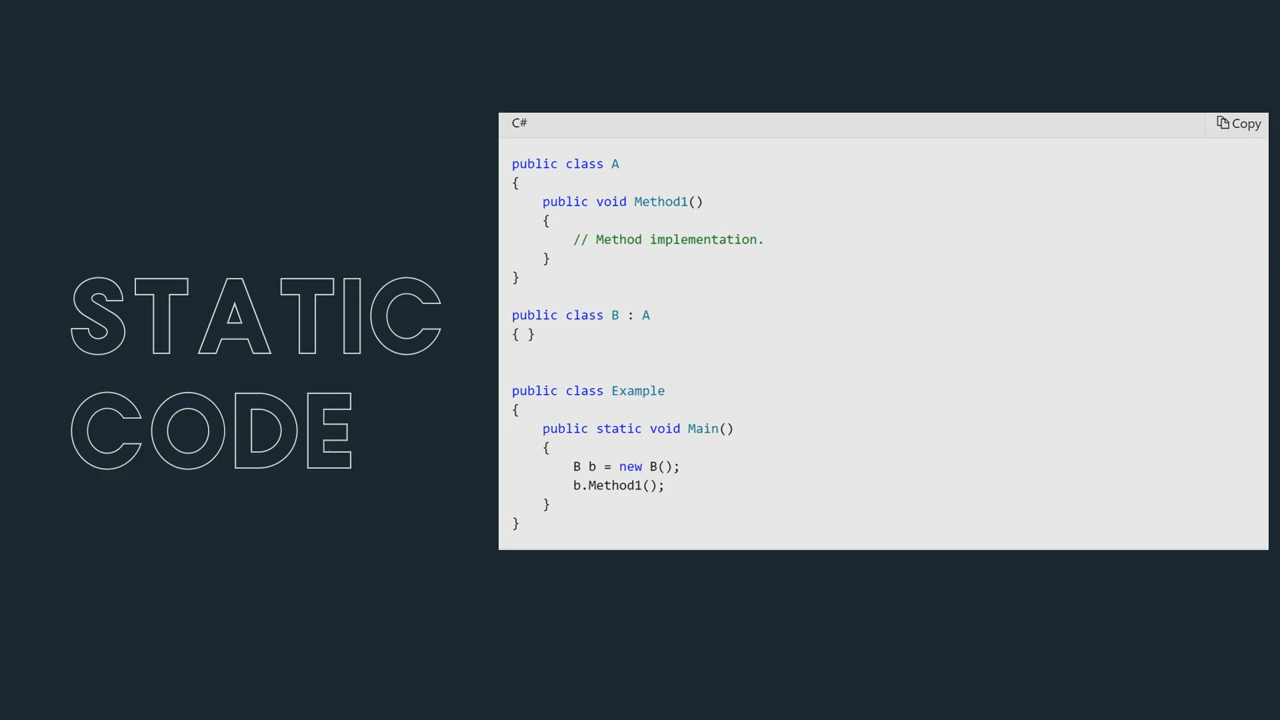 STATIC
CODE
C#
Copy
public class A
{
    public void Method1()
    {
        // Method implementation.
    }
}
public class B : A
{ }
public class Example
{
    public static void Main()
    {
        B b = new B();
        b.Method1();
    }
}